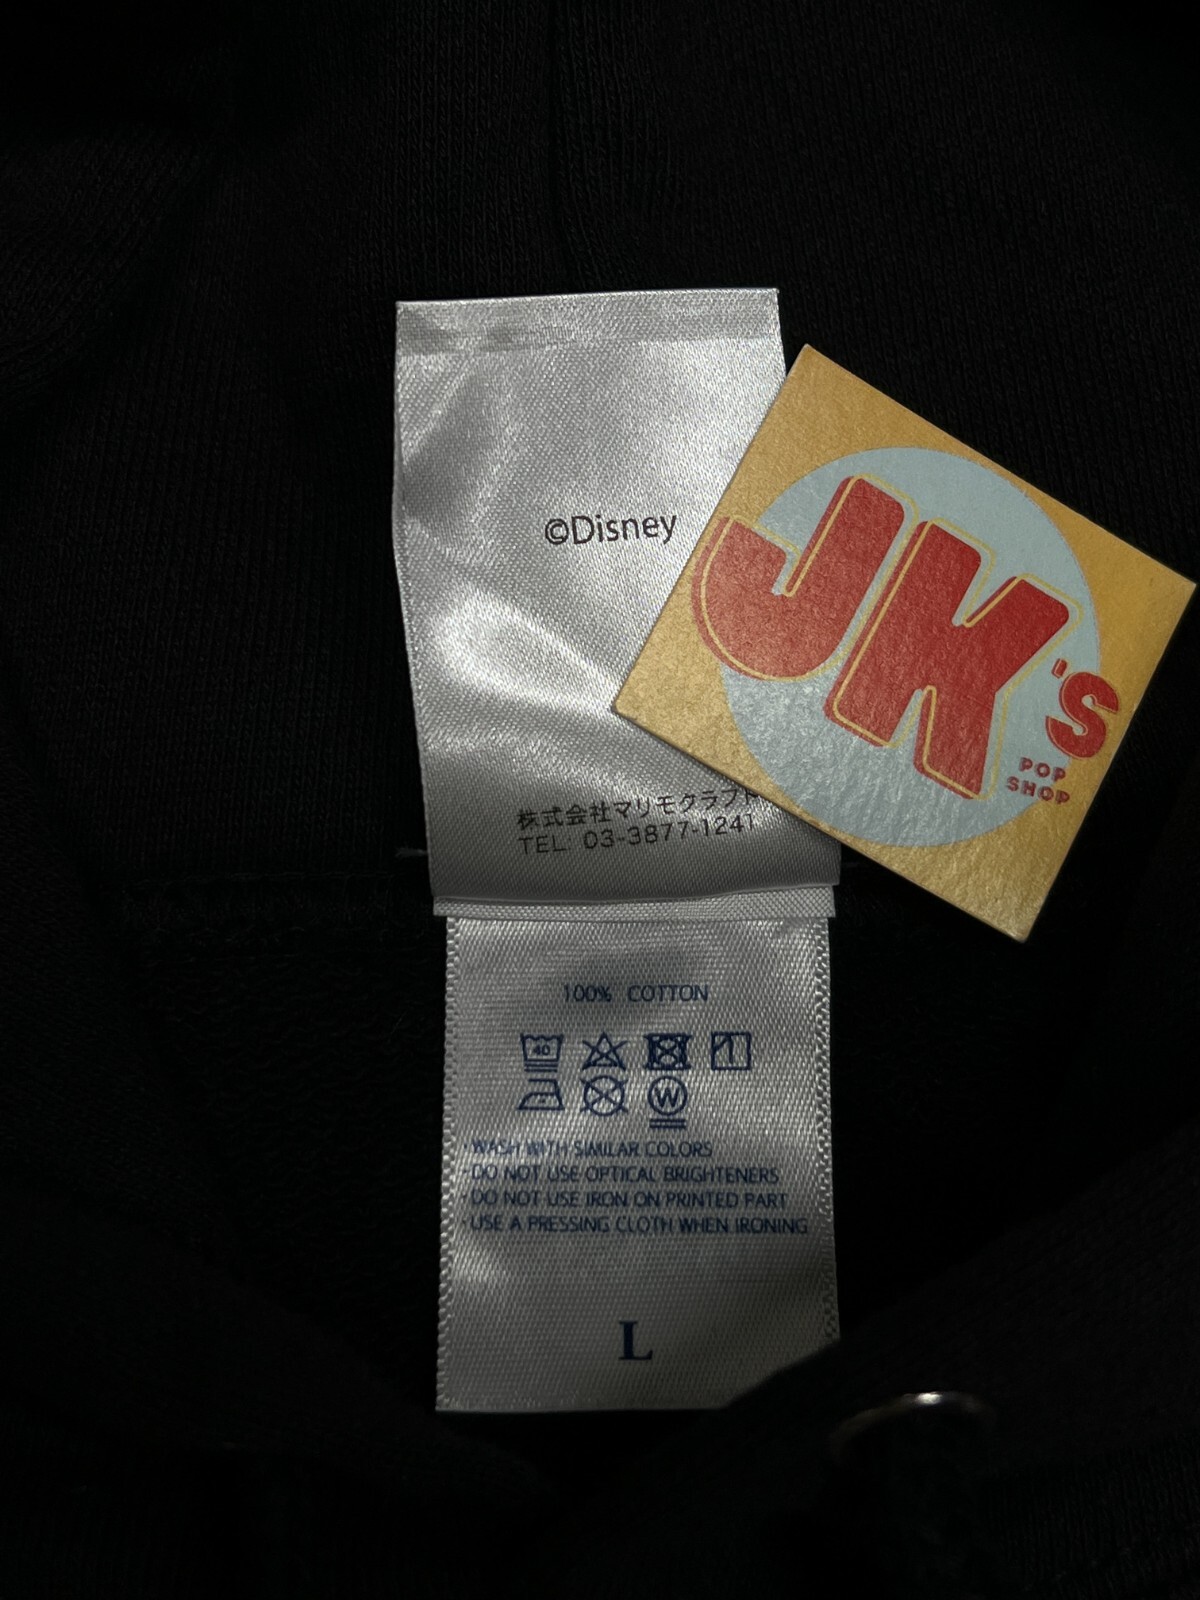 ©Disney
JK'S
POP
SHOP
株式会社マリモクラフト
TEL: 03-3877-1241
100% COTTON
40
W
·WASH WITH SIMILAR COLORS
·DO NOT USE OPTICAL BRIGHTENERS
·DO NOT USE IRON ON PRINTED PART
·USE A PRESSING CLOTH WHEN IRONING
L